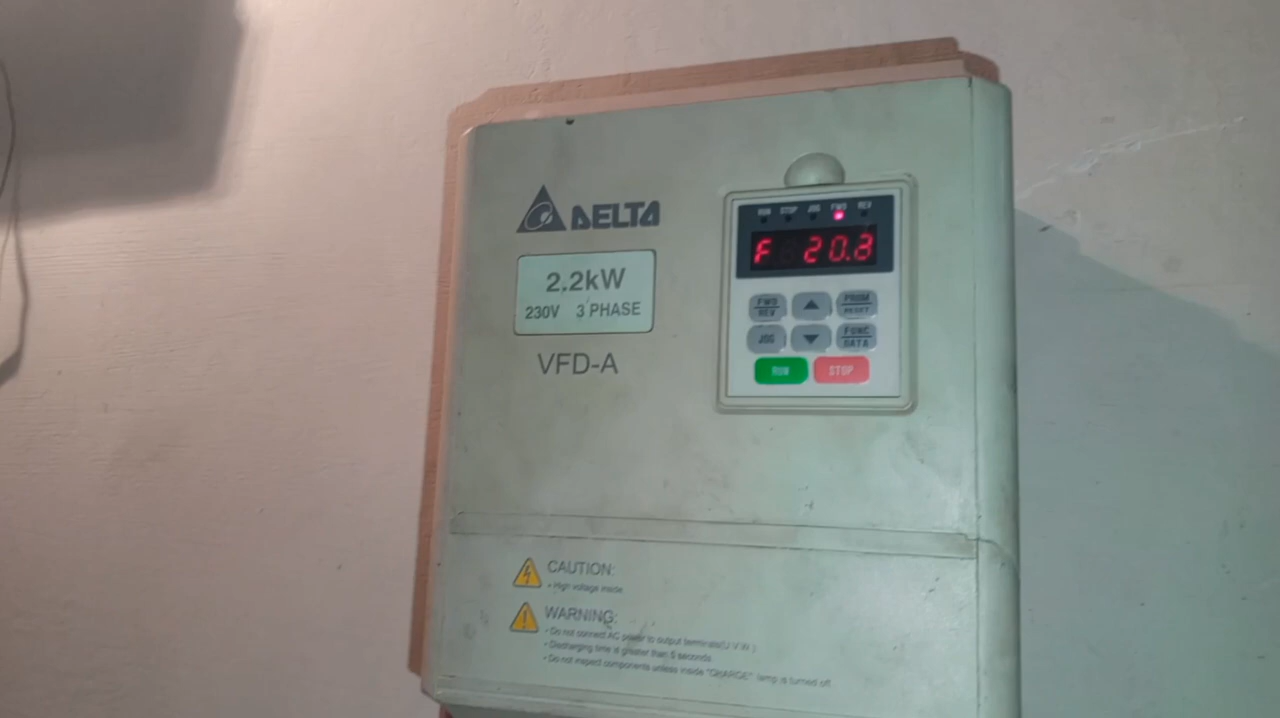 DELTA
2.2kW
230V 3 PHASE
VFD-A
RUN STOP JOG FWD REV
F 20.3
FWD
REV
PRGM
RESET
JOG
FUNC
DATA
RUN STOP
CAUTION:
• High voltage inside
WARNING:
• Do not connect AC power to output terminals(U V W )
• Discharging time is greater than 5 seconds
• Do not inspect components unless inside "CHARGE" lamp is turned off